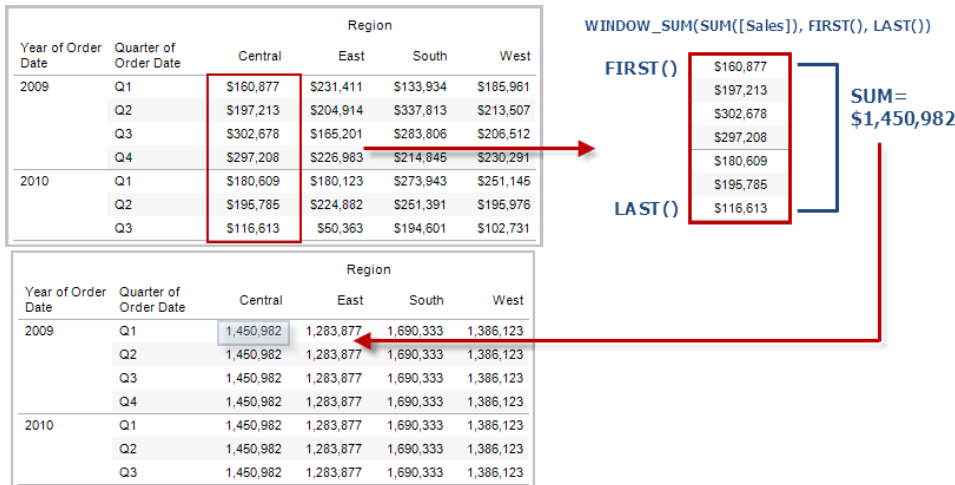 Region
Year of Order Date Quarter of Order Date Central East South West
2009 Q1 $160,877 $231,411 $133,934 $185,961
Q2 $197,213 $204,914 $337,813 $213,507
Q3 $302,678 $165,201 $283,806 $206,512
Q4 $297,208 $226,983 $214,845 $230,291
2010 Q1 $180,609 $180,123 $273,943 $251,145
Q2 $195,785 $224,882 $251,391 $195,976
Q3 $116,613 $50,363 $194,601 $102,731
WINDOW_SUM(SUM([Sales]), FIRST(), LAST())
FIRST() $160,877
$197,213
$302,678
$297,208
$180,609
$195,785
LAST() $116,613
SUM=
$1,450,982
Region
Year of Order Date Quarter of Order Date Central East South West
2009 Q1 1,450,982 1,283,877 1,690,333 1,386,123
Q2 1,450,982 1,283,877 1,690,333 1,386,123
Q3 1,450,982 1,283,877 1,690,333 1,386,123
Q4 1,450,982 1,283,877 1,690,333 1,386,123
2010 Q1 1,450,982 1,283,877 1,690,333 1,386,123
Q2 1,450,982 1,283,877 1,690,333 1,386,123
Q3 1,450,982 1,283,877 1,690,333 1,386,123